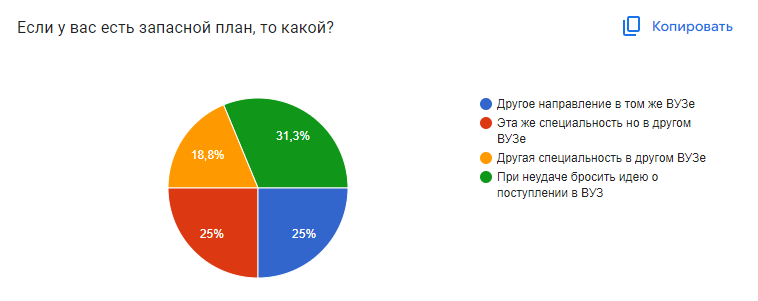 Если у вас есть запасной план, то какой?
Копировать
31,3%
18,8%
25%
25%
Другое направление в том же ВУЗе
Эта же специальность но в другом
ВУЗе
Другая специальность в другом ВУЗе
При неудаче бросить идею о
поступлении в ВУЗ